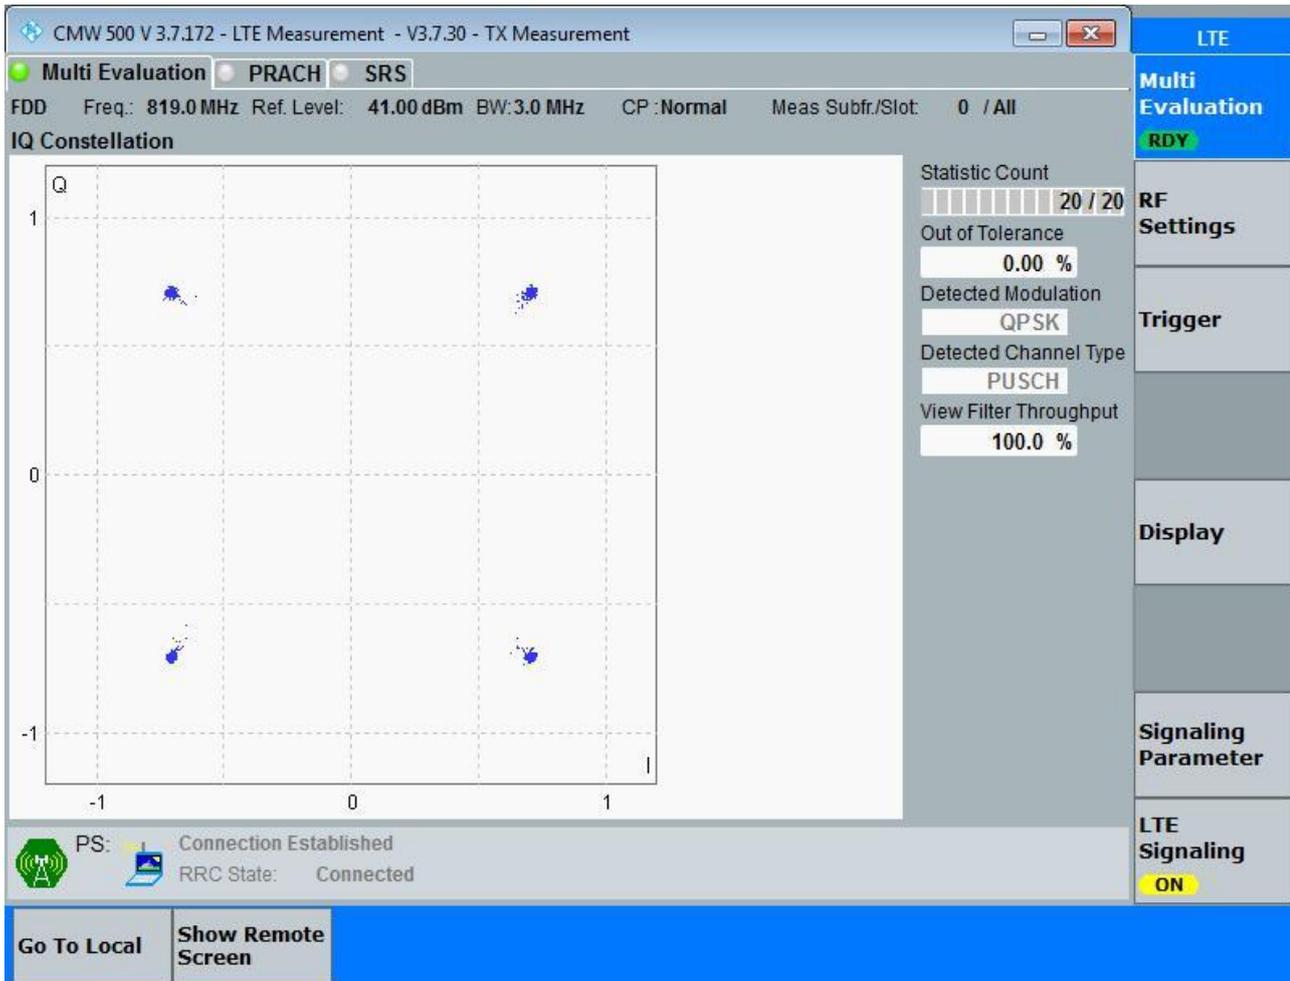 CMW 500 V 3.7.172 - LTE Measurement - V3.7.30 - TX Measurement
LTE
Multi Evaluation PRACH SRS
FDD Freq.: 819.0 MHz Ref. Level: 41.00 dBm BW: 3.0 MHz CP : Normal Meas Subfr./Slot: 0 / All
IQ Constellation
Q
1
0
-1
-1 0 1
I
Statistic Count
20 / 20
Out of Tolerance
0.00 %
Detected Modulation
QPSK
Detected Channel Type
PUSCH
View Filter Throughput
100.0 %
Multi
Evaluation
RDY
RF
Settings
Trigger
Display
Signaling
Parameter
LTE
Signaling
ON
PS: Connection Established
RRC State: Connected
Go To Local
Show Remote
Screen